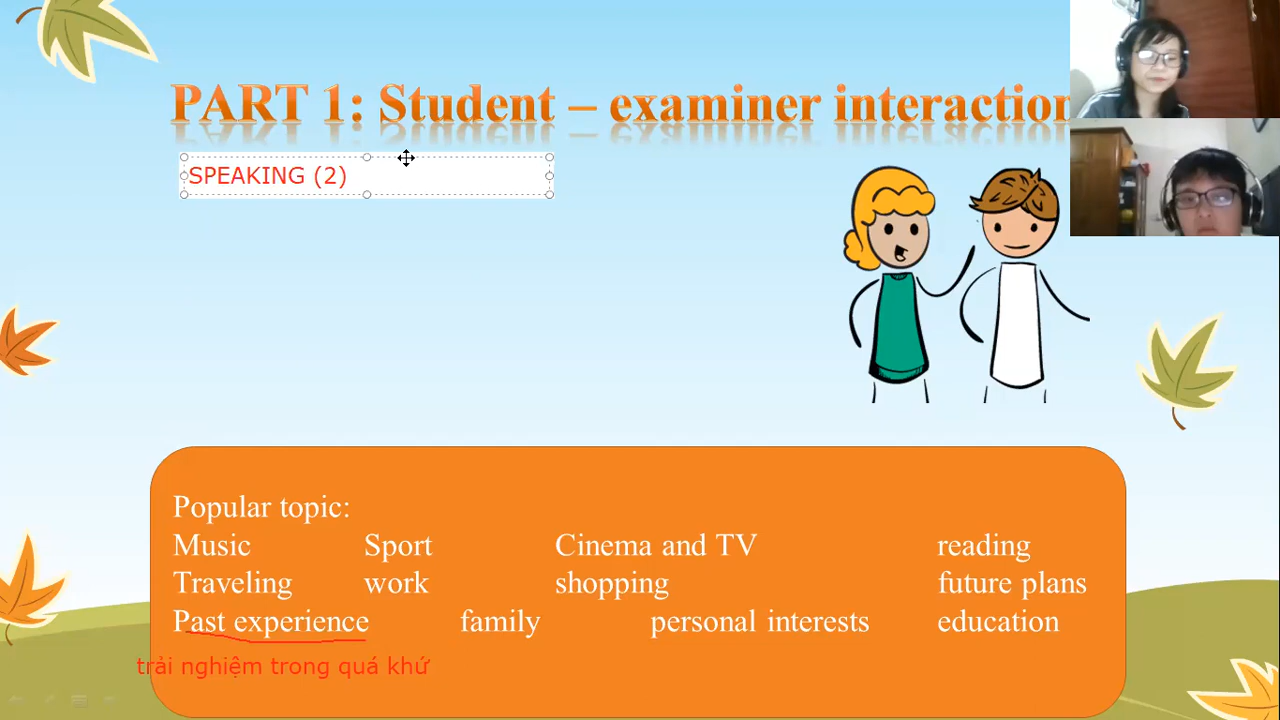 PART 1: Student – examiner interaction
SPEAKING (2)
Popular topic:
Music Sport Cinema and TV reading
Traveling work shopping future plans
Past experience family personal interests education
trải nghiệm trong quá khứ